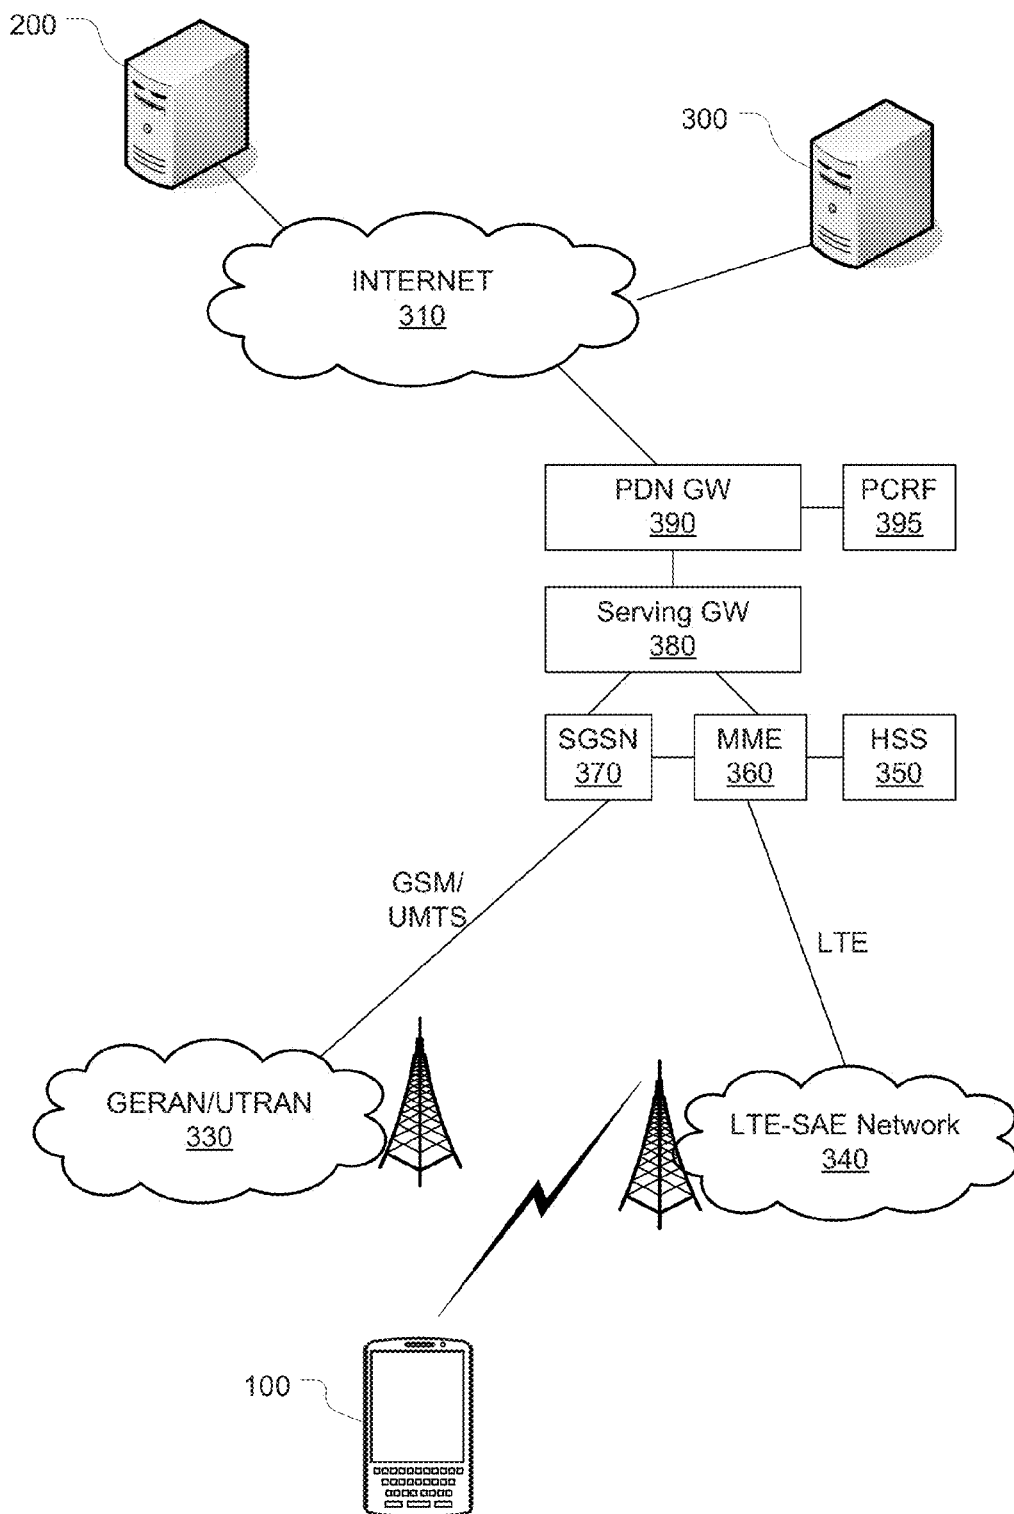 200
300
INTERNET
310
PDN GW
390
PCRF
395
Serving GW
380
SGSN
370
MME
360
HSS
350
GSM/
UMTS
LTE
GERAN/UTRAN
330
LTE-SAE Network
340
100